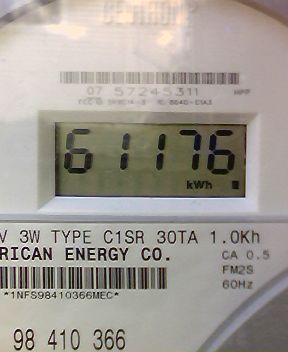 CENTRON
07 57245311
61176
kWh
V 3W TYPE C1SR 30TA 1.0Kh
RICAN ENERGY CO.
CA 0.5
FM2S
60Hz
*1NFS98410366MEC*
98 410 366